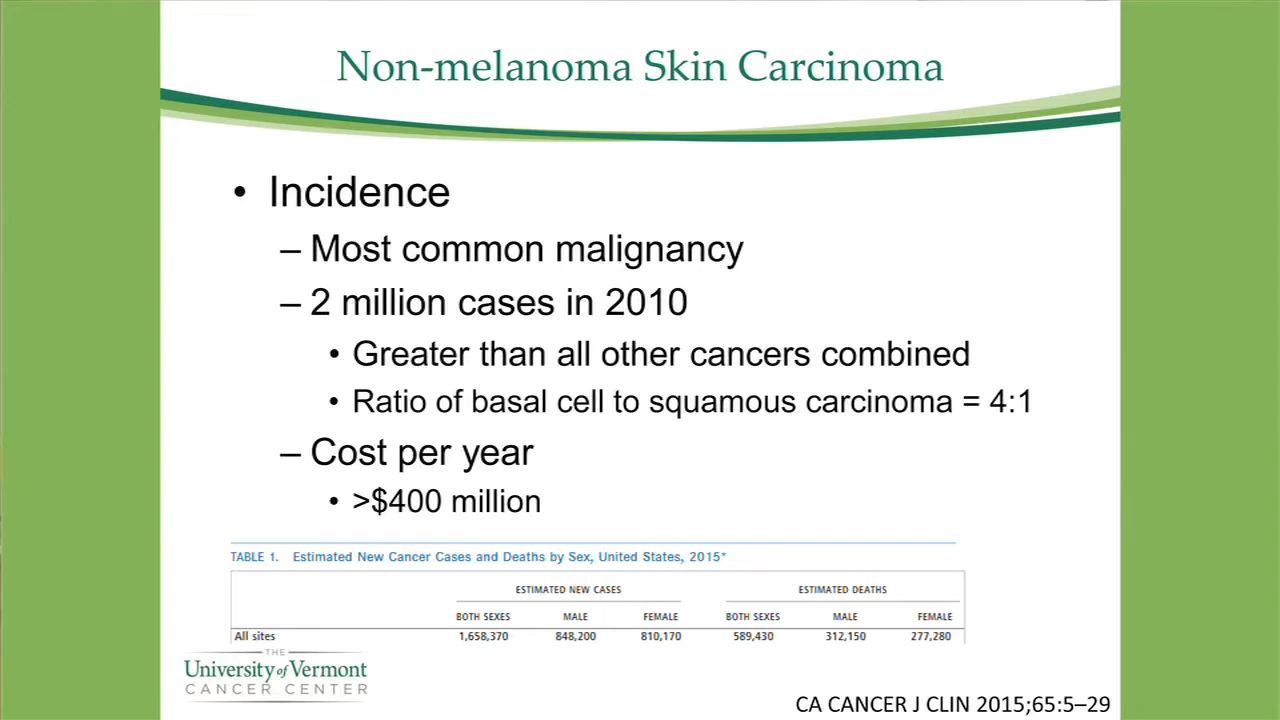 Non-melanoma Skin Carcinoma
• Incidence
– Most common malignancy
– 2 million cases in 2010
• Greater than all other cancers combined
• Ratio of basal cell to squamous carcinoma = 4:1
– Cost per year
• >$400 million
TABLE 1. Estimated New Cancer Cases and Deaths by Sex, United States, 2015*
ESTIMATED NEW CASES ESTIMATED DEATHS
BOTH SEXES MALE FEMALE BOTH SEXES MALE FEMALE
All sites 1,658,370 848,200 810,170 589,430 312,150 277,280
THE
University of Vermont
CANCER CENTER
CA CANCER J CLIN 2015;65:5–29